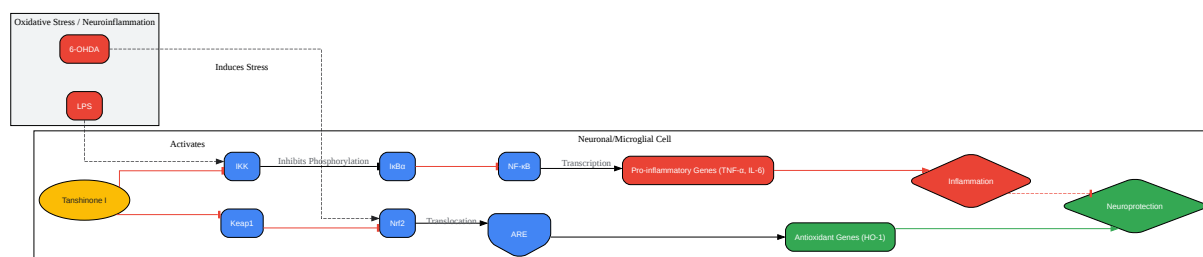 Oxidative Stress / Neuroinflammation
6-OHDA
Induces Stress
LPS
Activates
Neuronal/Microglial Cell
IKK
Inhibits Phosphorylation
IκBα
NF-κB
Transcription
Pro-inflammatory Genes (TNF-α, IL-6)
Inflammation
Tanshinone I
Neuroprotection
Keap1
Nrf2
Translocation
ARE
Antioxidant Genes (HO-1)